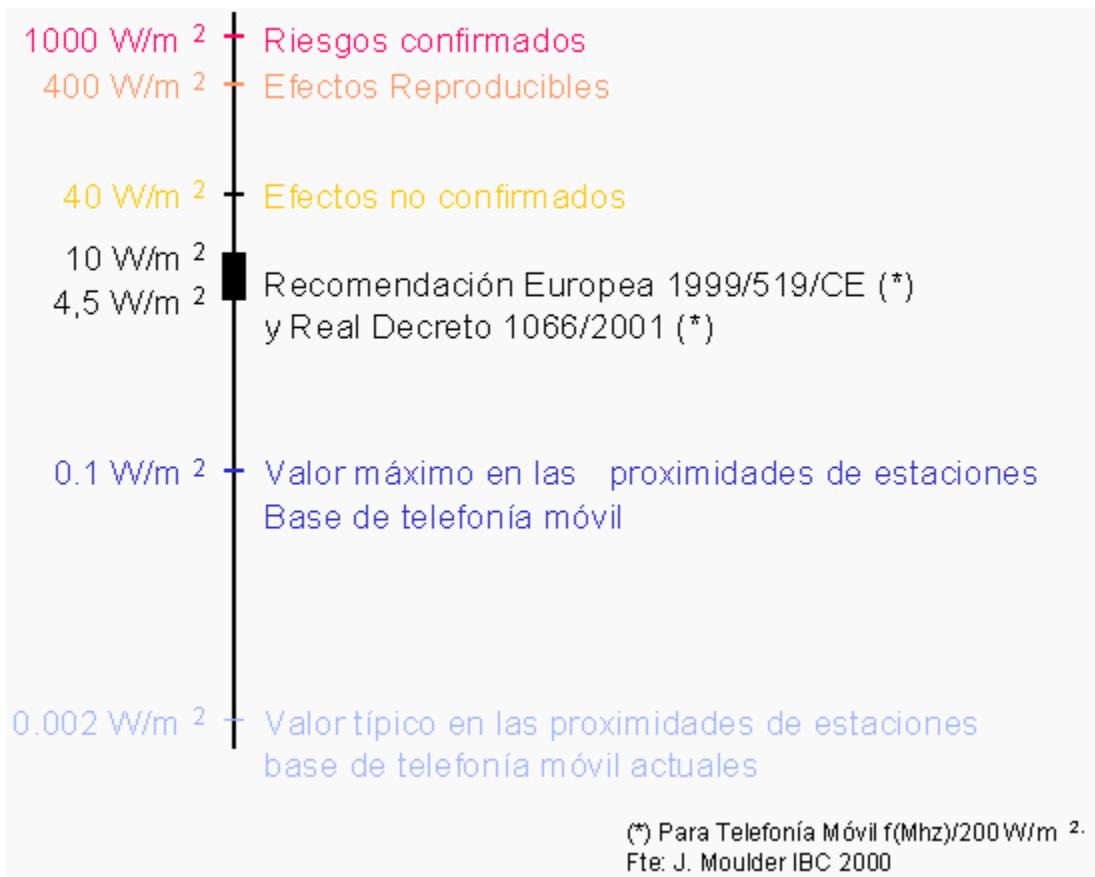 1000 W/m ² Riesgos confirmados
400 W/m ² Efectos Reproducibles
40 W/m ² Efectos no confirmados
10 W/m ²
4,5 W/m ²
Recomendación Europea 1999/519/CE (*)
y Real Decreto 1066/2001 (*)
0.1 W/m ² Valor máximo en las proximidades de estaciones
Base de telefonía móvil
0.002 W/m ² Valor típico en las proximidades de estaciones
base de telefonía móvil actuales
(*) Para Telefonía Móvil f(Mhz)/200 W/m ².
Fte: J. Moulder IBC 2000